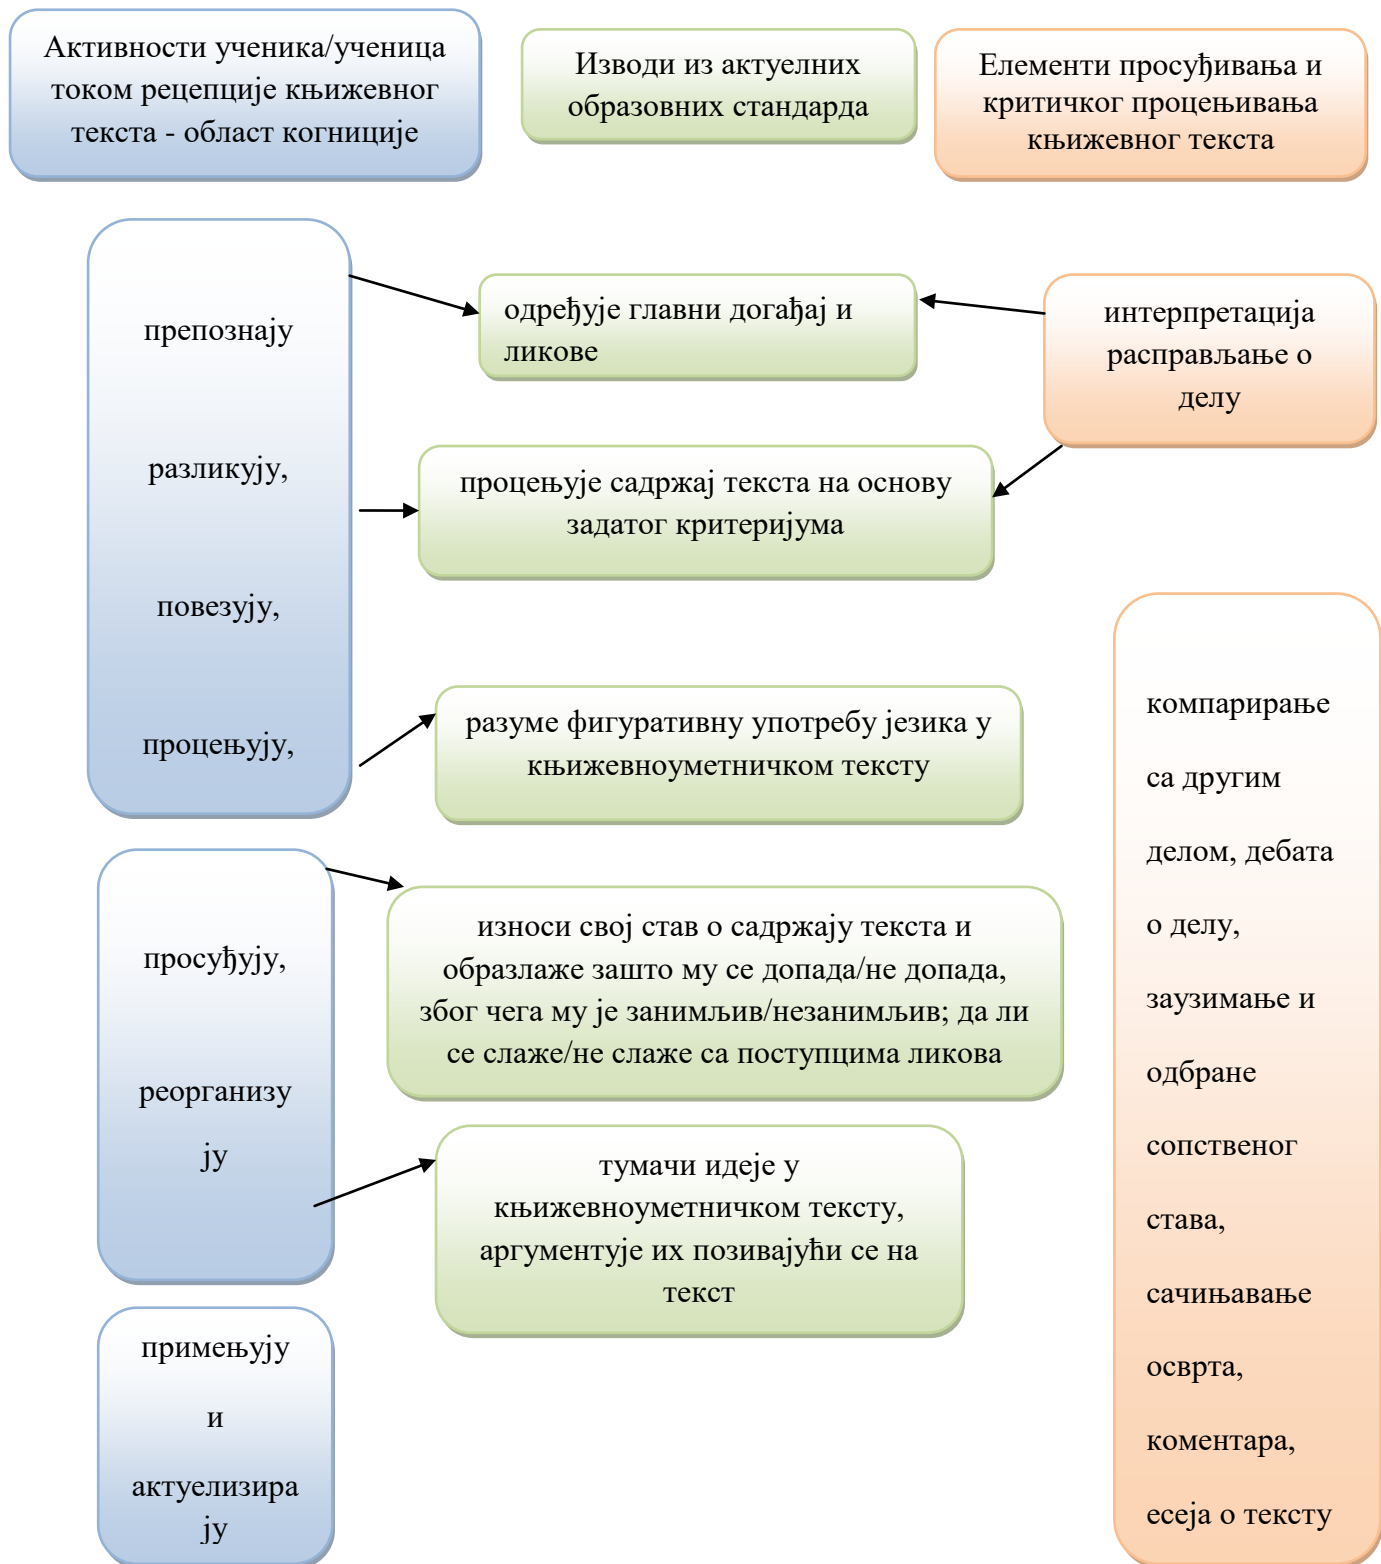 Активности ученика/ученица
током рецепције књижевног
текста - област когниције
Изводи из актуелних
образовних стандарда
Елементи просуђивања и
критичког процењивања
књижевног текста
препознају
разликују,
повезују,
процењују,
одређује главни догађај и
ликове
интерпретација
расправљање о
делу
процењује садржај текста на основу
задатог критеријума
разуме фигуративну употребу језика у
књижевноуметничком тексту
просуђују,
реорганизу
ју
износи свој став о садржају текста и
образлаже зашто му се допада/не допада,
због чега му је занимљив/незанимљив; да ли
се слаже/не слаже са поступцима ликова
тумачи идеје у
књижевноуметничком тексту,
аргументује их позивајући се на
текст
примењују
и
актуелизира
ју
компарирање
са другим
делом, дебата
о делу,
заузимање и
одбране
сопственог
става,
сачињавање
осврта,
коментара,
есеја о тексту